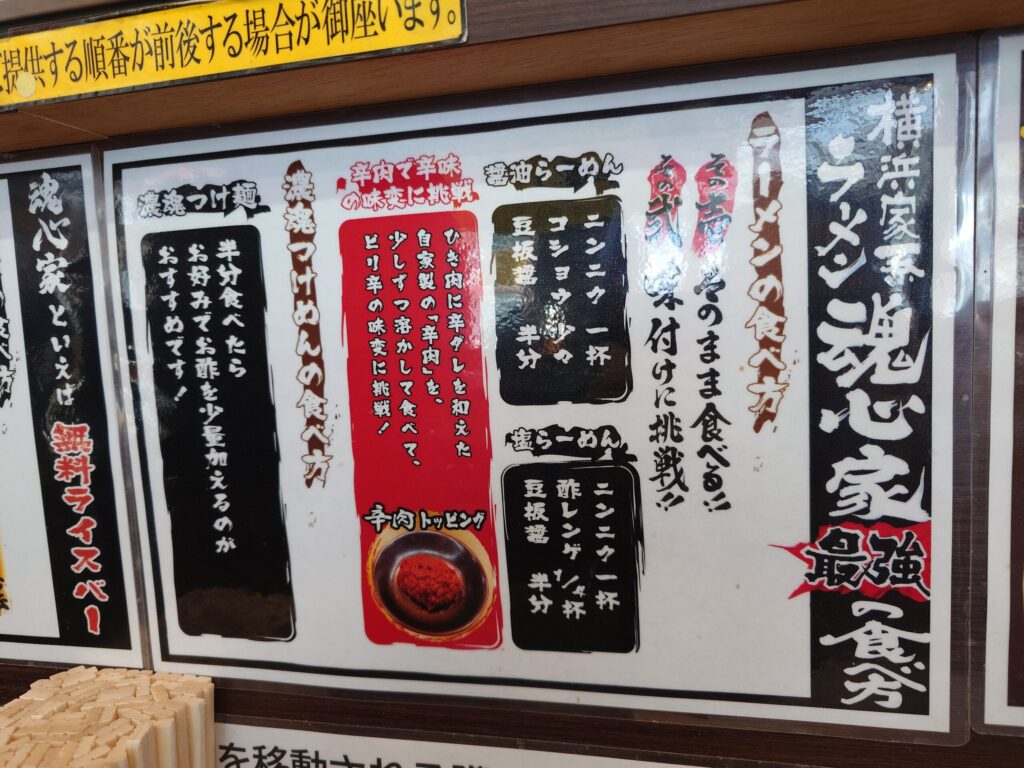 提供する順番が前後する場合が御座います。
横浜家系
ラーメン魂心家
最強の食べ方
ラーメンの食べ方
その壱 そのまま食べる!!
その弐 味付けに挑戦!!
醤油らーめん
ニンニク 一杯
コショウ 少々
豆板醤 半分
塩らーめん
ニンニク 一杯
酢レンゲ 1/4杯
豆板醤 半分
辛肉で辛味
の味変に挑戦
ひき肉に辛ダレを和えた
自家製の「辛肉」を、
少しずつ溶かして食べて、
ピリ辛の味変に挑戦!
辛肉トッピング
濃魂つけめんの食べ方
濃魂つけ麺
半分食べたら
お好みでお酢を少量加えるのが
おすすめです!
魂心家といえば 無料ライスバー
を移動され